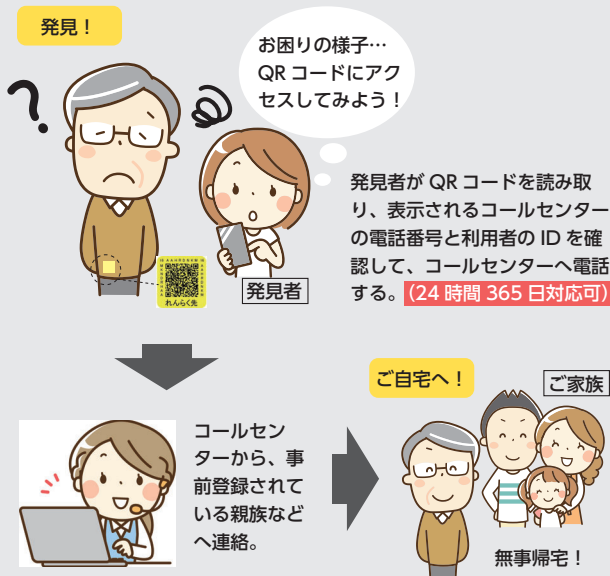 発見！
お困りの様子…
QR コードにアク
セスしてみよう！
発見者が QR コードを読み取
り、表示されるコールセンター
の電話番号と利用者の ID を確
認して、コールセンターへ電話
する。(24 時間 365 日対応可)
れんらく先
発見者
コールセン
ターから、事
前登録されて
いる親族など
へ連絡。
ご自宅へ！
ご家族
無事帰宅！